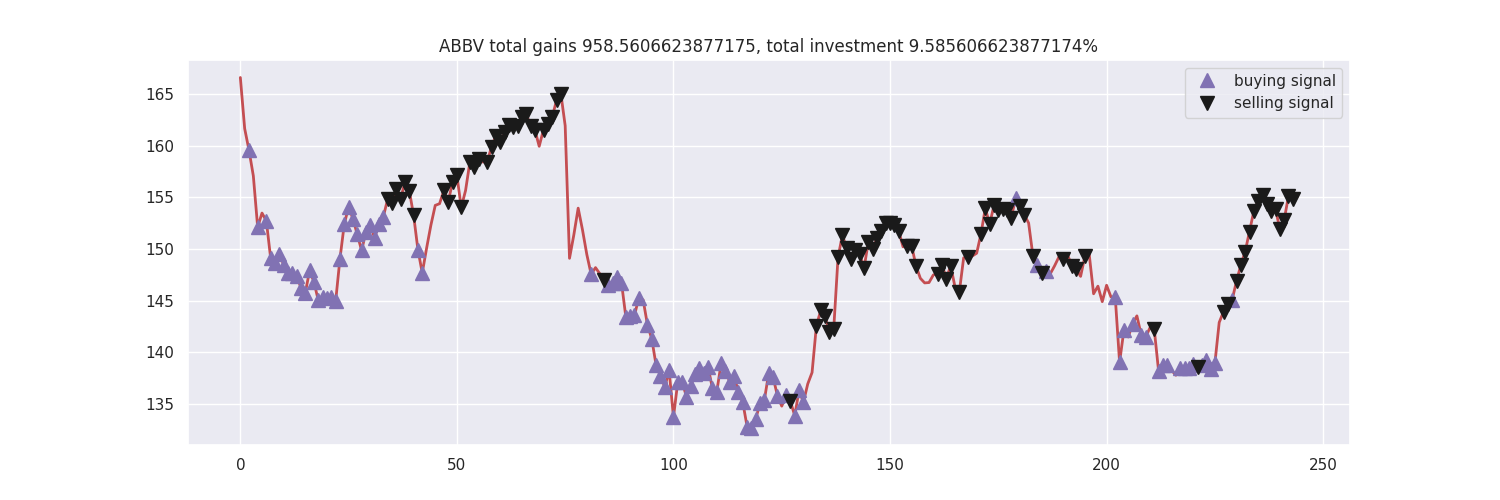 ABBV total gains 958.5606623877175, total investment 9.585606623877174%
buying signal
selling signal
165
160
155
150
145
140
135
0 50 100 150 200 250